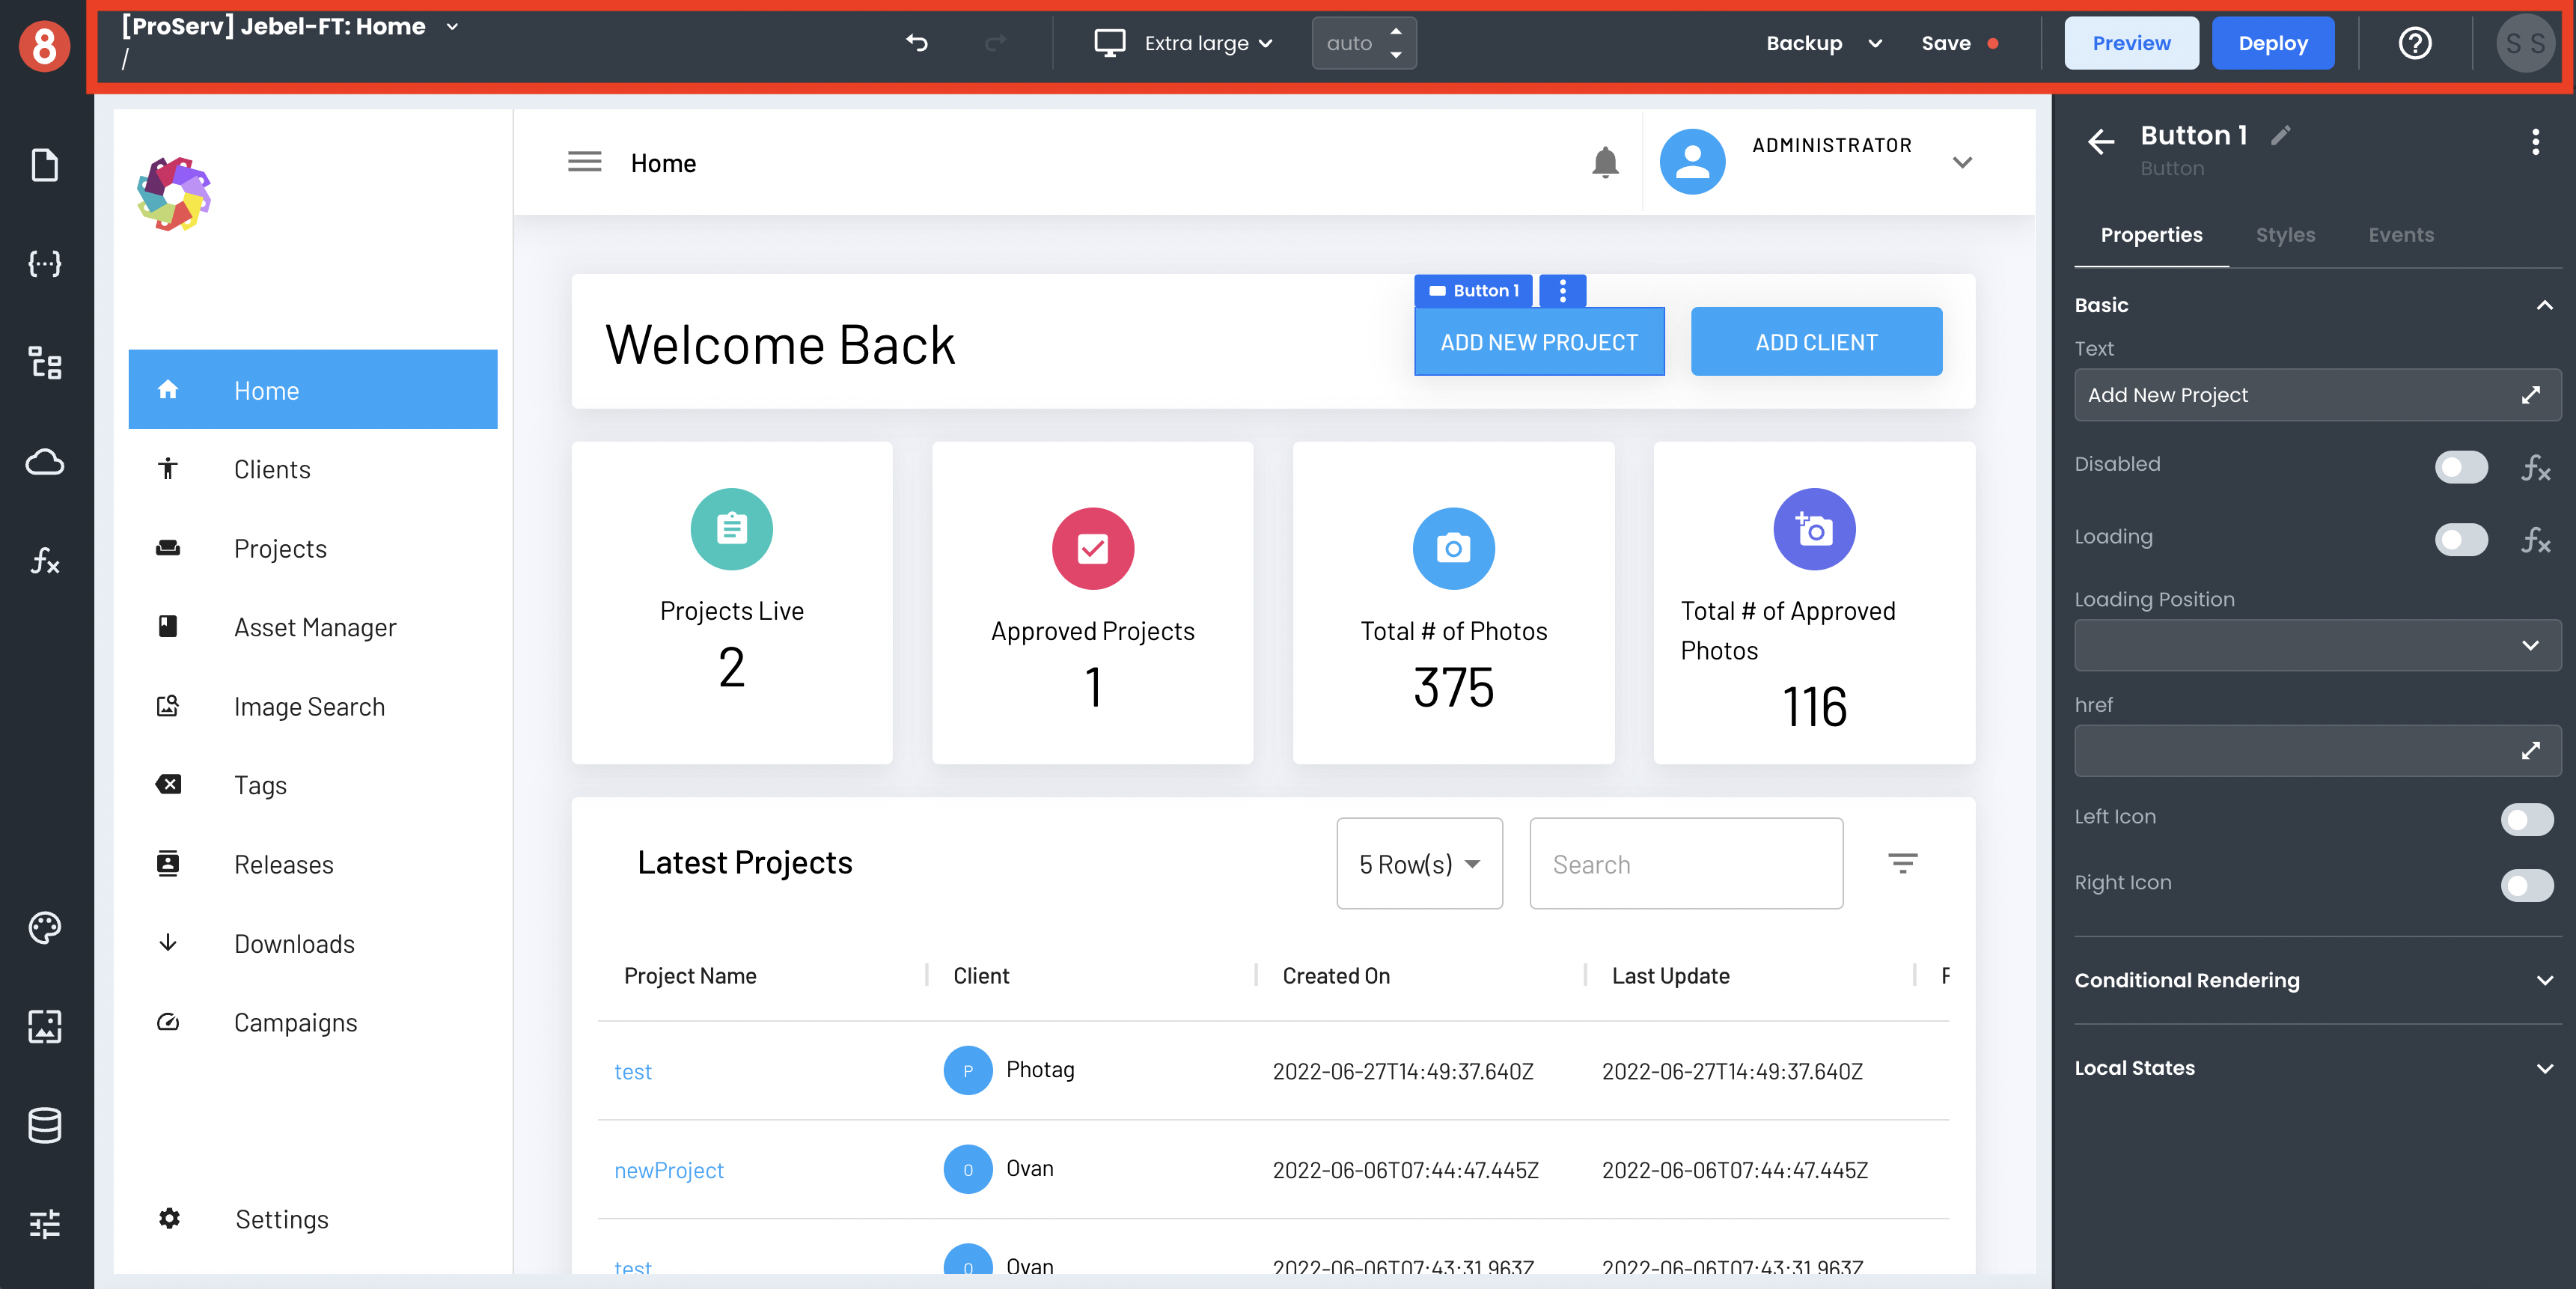 8
[ProServ] Jebel-FT: Home
/
Extra large
auto
Backup
Save
Preview
Deploy
?
S S
Home
ADMINISTRATOR
Home
Clients
Projects
Asset Manager
Image Search
Tags
Releases
Downloads
Campaigns
Settings
Button 1
Welcome Back
ADD NEW PROJECT
ADD CLIENT
Projects Live
2
Approved Projects
1
Total # of Photos
375
Total # of Approved
Photos
116
Latest Projects
5 Row(s)
Search
Project Name
Client
Created On
Last Update
test
P
Photag
2022-06-27T14:49:37.640Z
2022-06-27T14:49:37.640Z
newProject
O
Ovan
2022-06-06T07:44:47.445Z
2022-06-06T07:44:47.445Z
test
O
Ovan
2022-06-06T07:43:31.963Z
2022-06-06T07:43:31.963Z
Button 1
Button
Properties
Styles
Events
Basic
Text
Add New Project
Disabled
fx
Loading
fx
Loading Position
href
Left Icon
Right Icon
Conditional Rendering
Local States